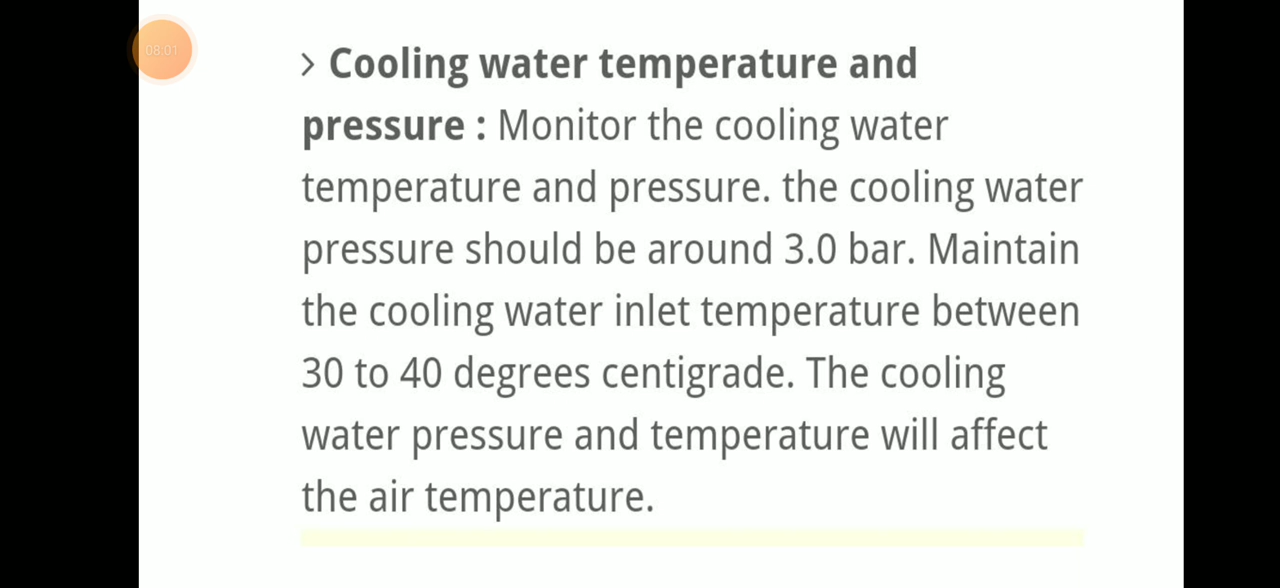 08:01
> Cooling water temperature and
pressure : Monitor the cooling water
temperature and pressure. the cooling water
pressure should be around 3.0 bar. Maintain
the cooling water inlet temperature between
30 to 40 degrees centigrade. The cooling
water pressure and temperature will affect
the air temperature.